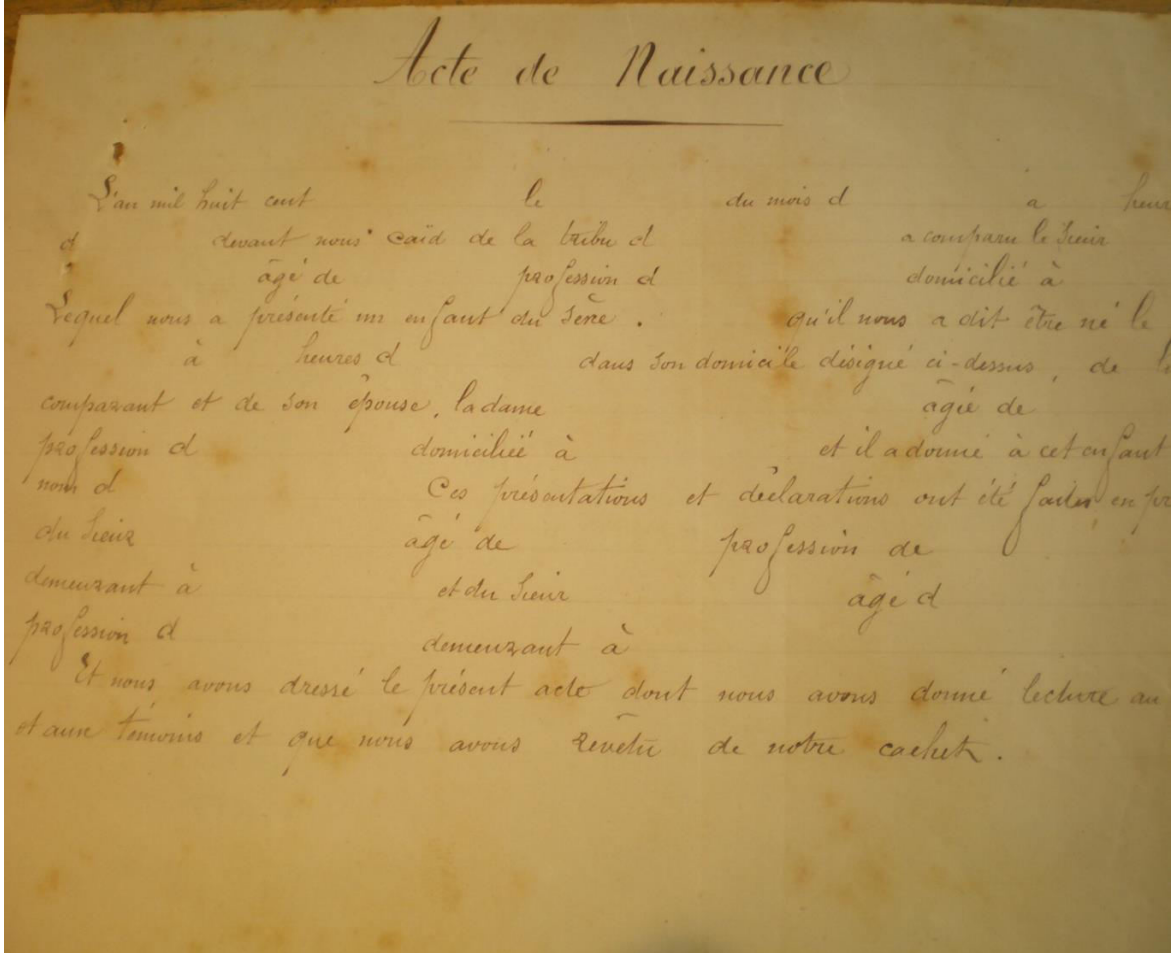 Acte de Naissance
L'an mil huit cent le du mois d a heur
d devant nous caïd de la tribu d a comparu le Sieur
âgé de profession d domicilié à
Lequel nous a présenté un enfant du sexe . qu'il nous a dit être né le
à heures d dans son domicile désigné ci-dessus, de l
comparant et de son épouse, la dame âgée de
profession d domiciliée à et il a donné à cet enfant
nom d Ces présentations et déclarations ont été faites en pr
du Sieur âgé de profession de
demeurant à et du Sieur âgé d
profession d demeurant à
Et nous avons dressé le présent acte dont nous avons donné lecture au
et aux témoins et que nous avons revêtu de notre cachet.